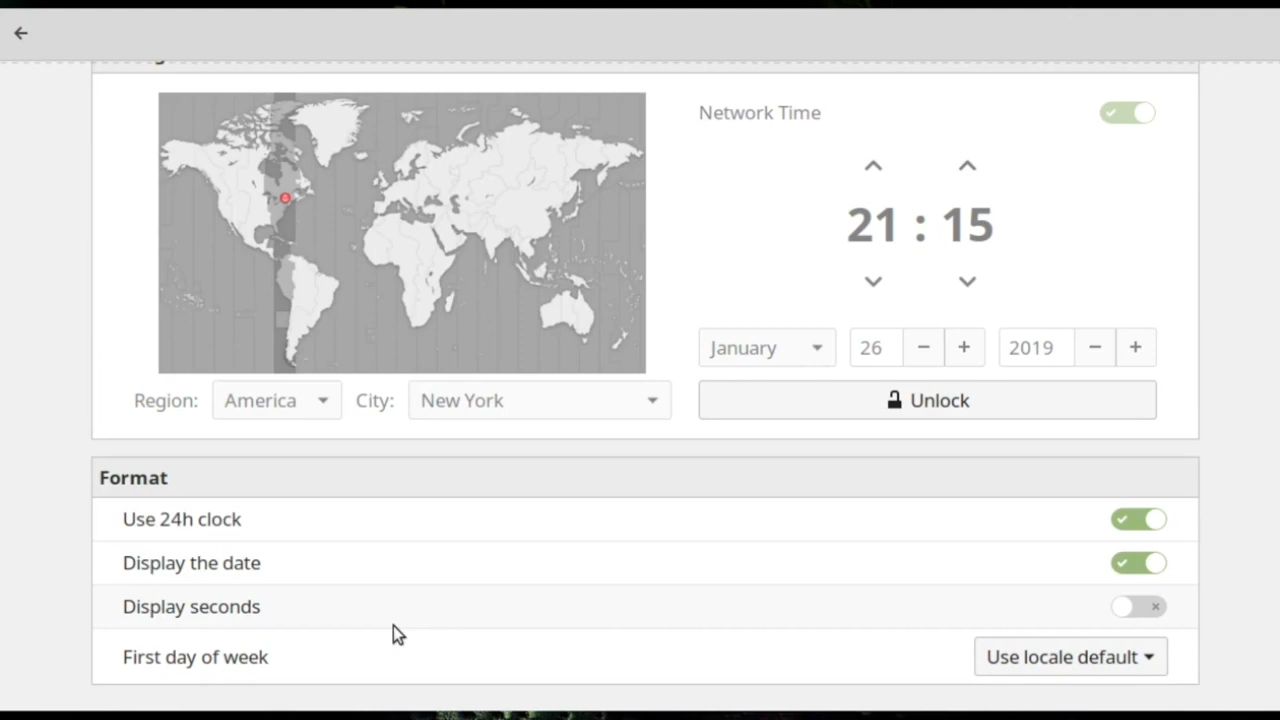 Network Time
21 : 15
January 26 2019
Region: America City: New York
Unlock
Format
Use 24h clock
Display the date
Display seconds
First day of week Use locale default